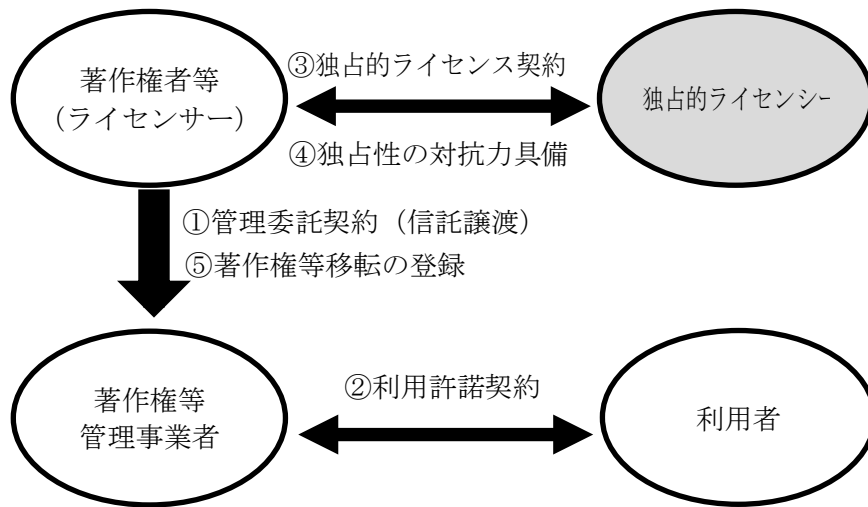 著作権者等
（ライセンサー）
③独占的ライセンス契約
④独占性の対抗力具備
独占的ライセンシー
①管理委託契約（信託譲渡）
⑤著作権等移転の登録
著作権等
管理事業者
②利用許諾契約
利用者